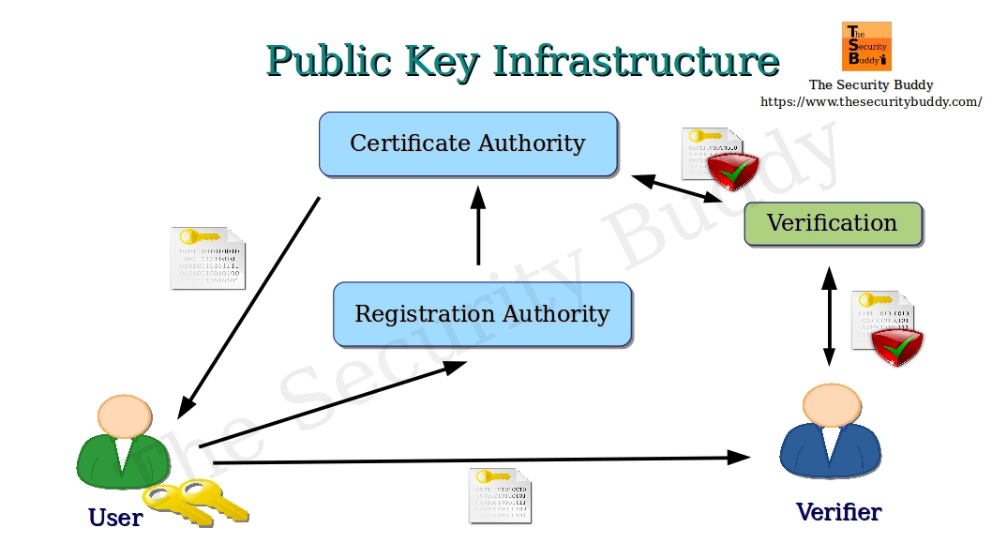 Public Key Infrastructure
The
Security
Buddy
The Security Buddy
https://www.thesecuritybuddy.com/
Certificate Authority
Verification
Registration Authority
The Security Buddy
User
Verifier